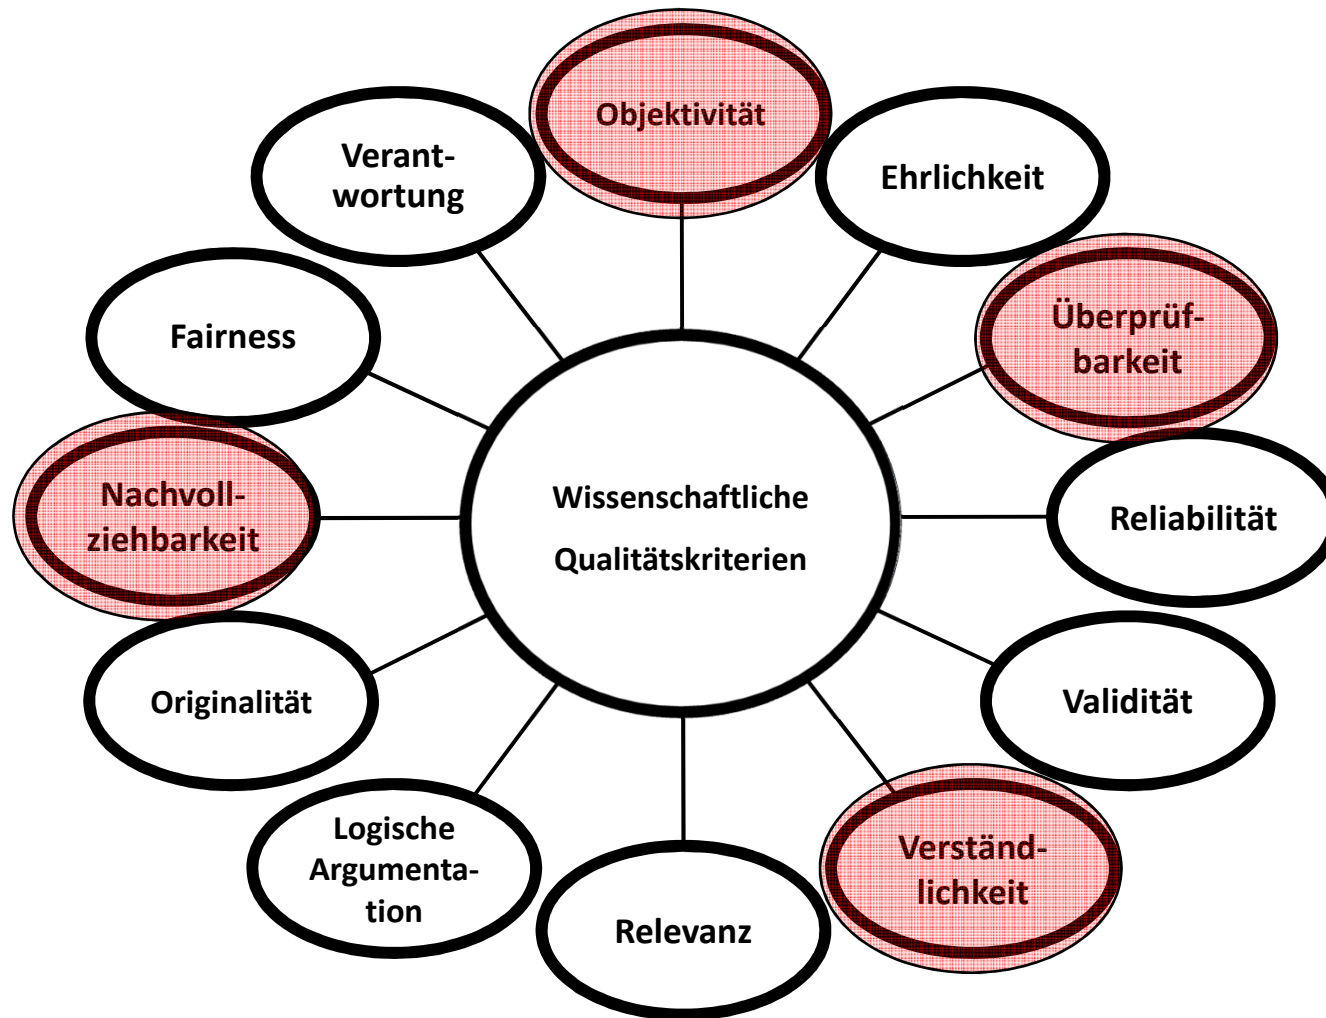 Objektivität
Verant-
wortung
Ehrlichkeit
Fairness
Überprüf-
barkeit
Nachvoll-
ziehbarkeit
Wissenschaftliche
Qualitätskriterien
Reliabilität
Originalität
Validität
Logische
Argumenta-
tion
Verständ-
lichkeit
Relevanz